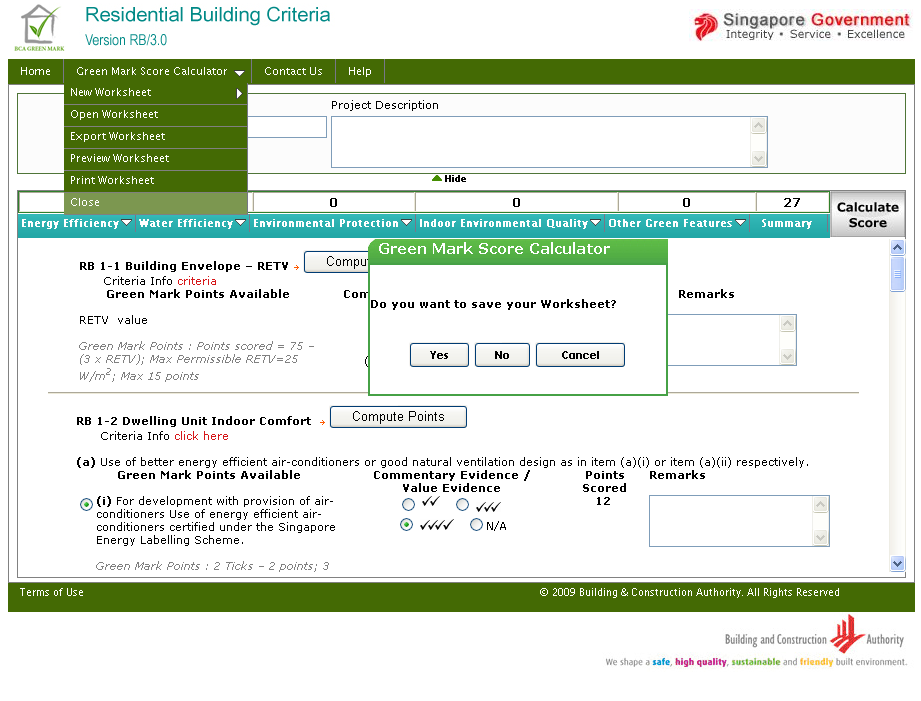 Residential Building Criteria
Version RB/3.0
BCA GREEN MARK
Singapore Government
Integrity • Service • Excellence
Home
Green Mark Score Calculator
Contact Us
Help
New Worksheet
Open Worksheet
Export Worksheet
Preview Worksheet
Print Worksheet
Close
Project Description
Hide
0
0
0
27
Calculate
Score
Energy Efficiency
Water Efficiency
Environmental Protection
Indoor Environmental Quality
Other Green Features
Summary
RB 1-1 Building Envelope – RETV
Criteria Info criteria
Green Mark Points Available
Remarks
RETV value
Green Mark Points : Points scored = 75 –
(3 x RETV); Max Permissible RETV=25
W/m2; Max 15 points
Green Mark Score Calculator
Do you want to save your Worksheet?
Yes
No
Cancel
RB 1-2 Dwelling Unit Indoor Comfort
Compute Points
Criteria Info click here
(a) Use of better energy efficient air-conditioners or good natural ventilation design as in item (a)(i) or item (a)(ii) respectively.
Green Mark Points Available
Commentary Evidence /
Value Evidence
Points
Scored
Remarks
12
(i) For development with provision of air-
conditioners Use of energy efficient air-
conditioners certified under the Singapore
Energy Labelling Scheme.
N/A
Green Mark Points : 2 Ticks – 2 points; 3
Terms of Use
© 2009 Building & Construction Authority. All Rights Reserved
Building and Construction Authority
We shape a safe, high quality, sustainable and friendly built environment.